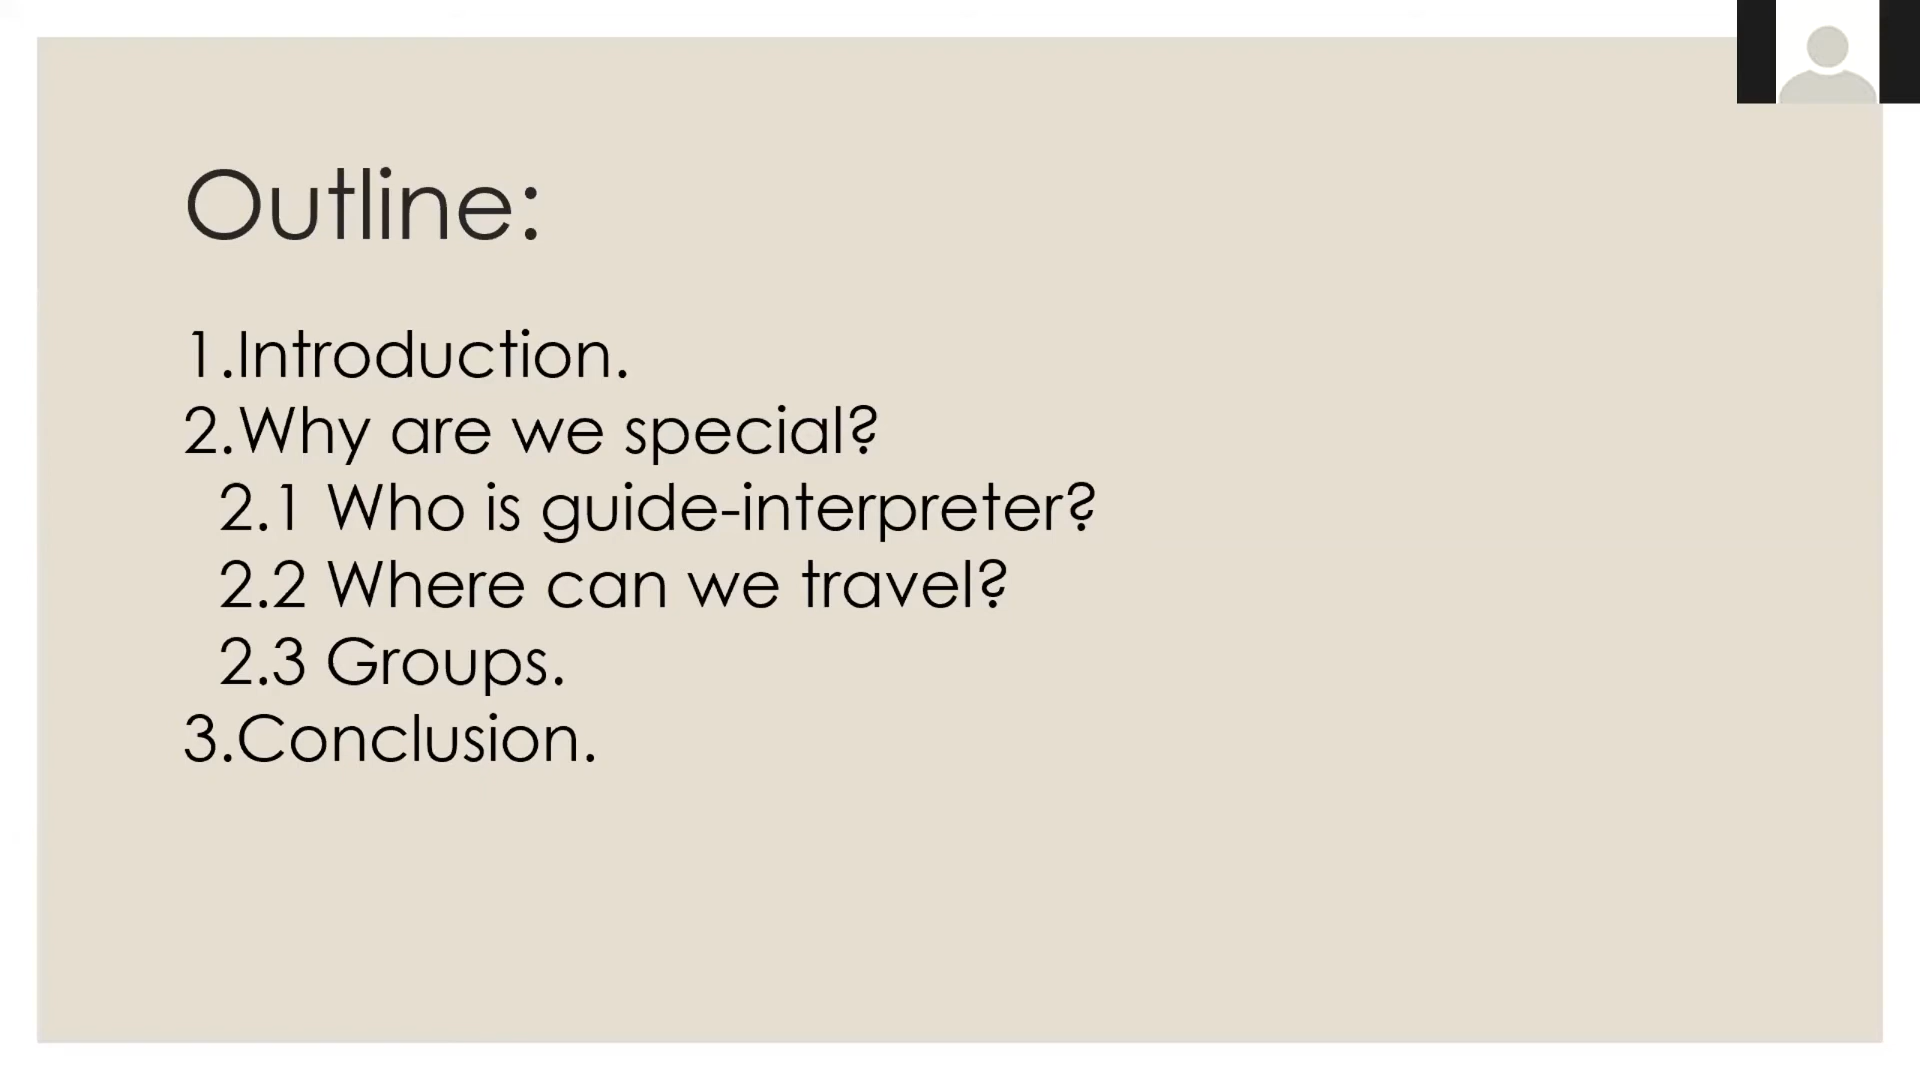 Outline:
1.Introduction.
2.Why are we special?
2.1 Who is guide-interpreter?
2.2 Where can we travel?
2.3 Groups.
3.Conclusion.